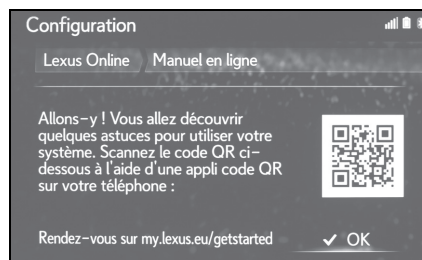 Configuration
Lexus Online Manuel en ligne
Allons-y ! Vous allez découvrir
quelques astuces pour utiliser votre
système. Scannez le code QR ci-
dessous à l'aide d'une appli code QR
sur votre téléphone :
Rendez-vous sur my.lexus.eu/getstarted
OK